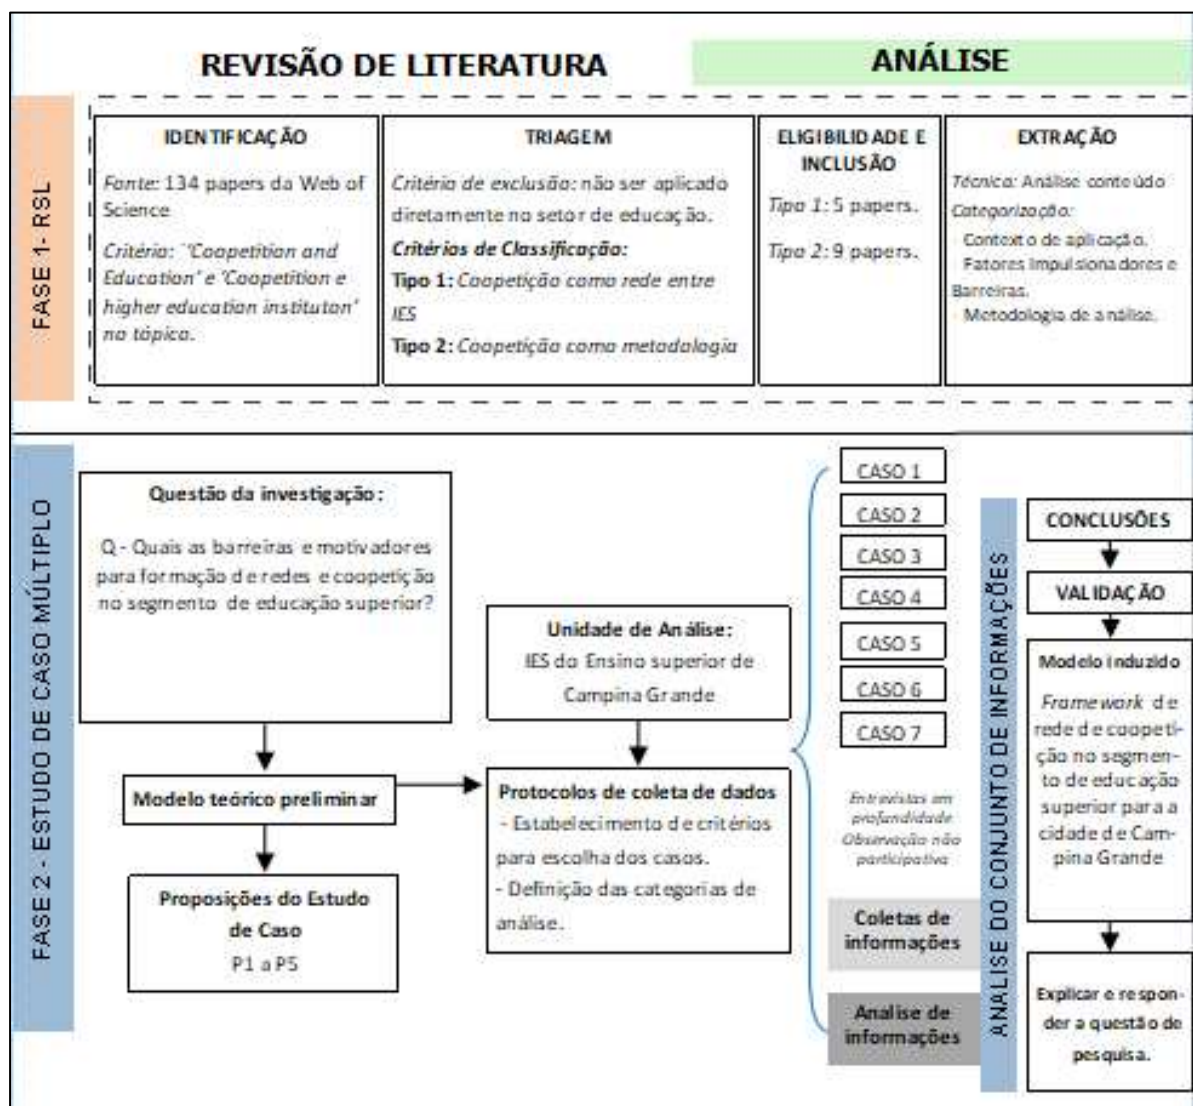 REVISÃO DE LITERATURA
ANÁLISE
FASE 1- RSL
IDENTIFICAÇÃO
Fonte: 134 papers da Web of
Science
Critério: ''Coopetition and
Education' e 'Coopetition e
higher education instituton'
no tópico.
TRIAGEM
Critério de exclusão: não ser aplicado
diretamente no setor de educação.
Critérios de Classificação:
Tipo 1: Coopetição como rede entre
IES
Tipo 2: Coopetição como metodologia
ELIGIBILIDADE E
INCLUSÃO
Tipo 1: 5 papers.
Tipo 2: 9 papers.
EXTRAÇÃO
Técnica: Análise conteúdo
Categorização:
Contexto de aplicação.
Fatores Impulsionadores e
Barreiras.
- Metodologia de análise.
FASE 2 - ESTUDO DE CASO MÚLTIPLO
Questão da investigação:
Q - Quais as barreiras e motivadores
para formação de redes e coopetição
no segmento de educação superior?
Modelo teórico preliminar
Proposições do Estudo
de Caso
P1 a P5
Unidade de Análise:
IES do Ensino superior de
Campina Grande
Protocolos de coleta de dados
- Estabelecimento de critérios
para escolha dos casos.
- Definição das categorias de
análise.
CASO 1
CASO 2
CASO 3
CASO 4
CASO 5
CASO 6
CASO 7
Entrevistas em
profundidade
Observação não
participativa
Coletas de
informações
Analise de
informações
ANALISE DO CONJUNTO DE INFORMAÇÕES
CONCLUSÕES
VALIDAÇÃO
Modelo induzido
Framework de
rede de coopeti-
ção no segmen-
to de educação
superior para a
cidade de Cam-
pina Grande
Explicar e respon-
der a questão de
pesquisa.